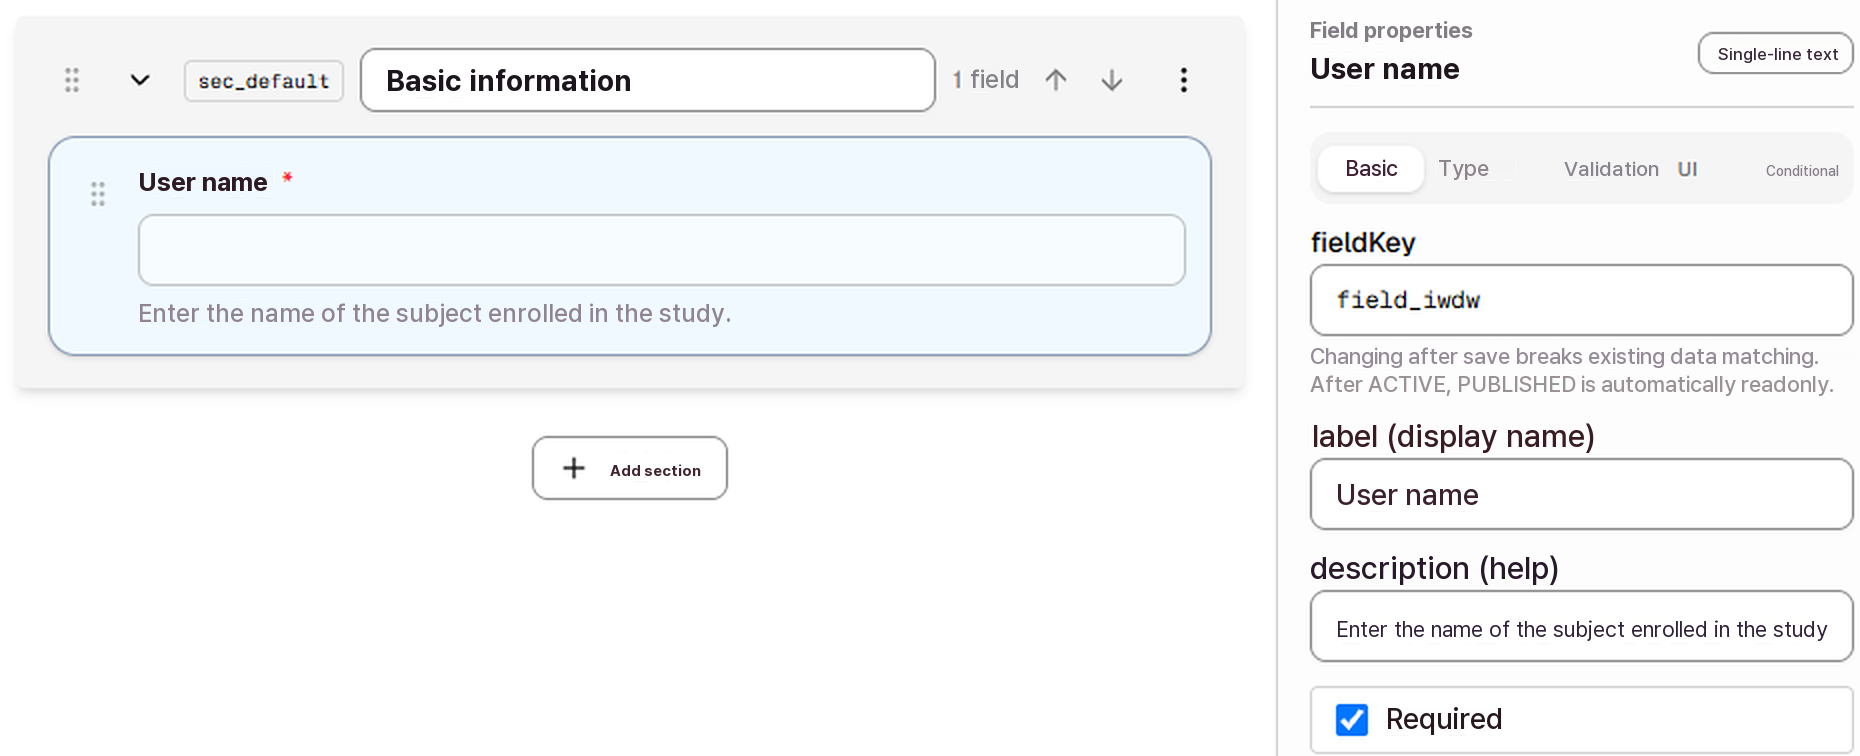 sec_default
Basic information
1 field
User name *
Enter the name of the subject enrolled in the study.
+ Add section
Field properties
User name
Single-line text
Basic
Type
Validation
UI
Conditional
fieldKey
field_iwdw
Changing after save breaks existing data matching.
After ACTIVE, PUBLISHED is automatically readonly.
label (display name)
User name
description (help)
Enter the name of the subject enrolled in the study
Required